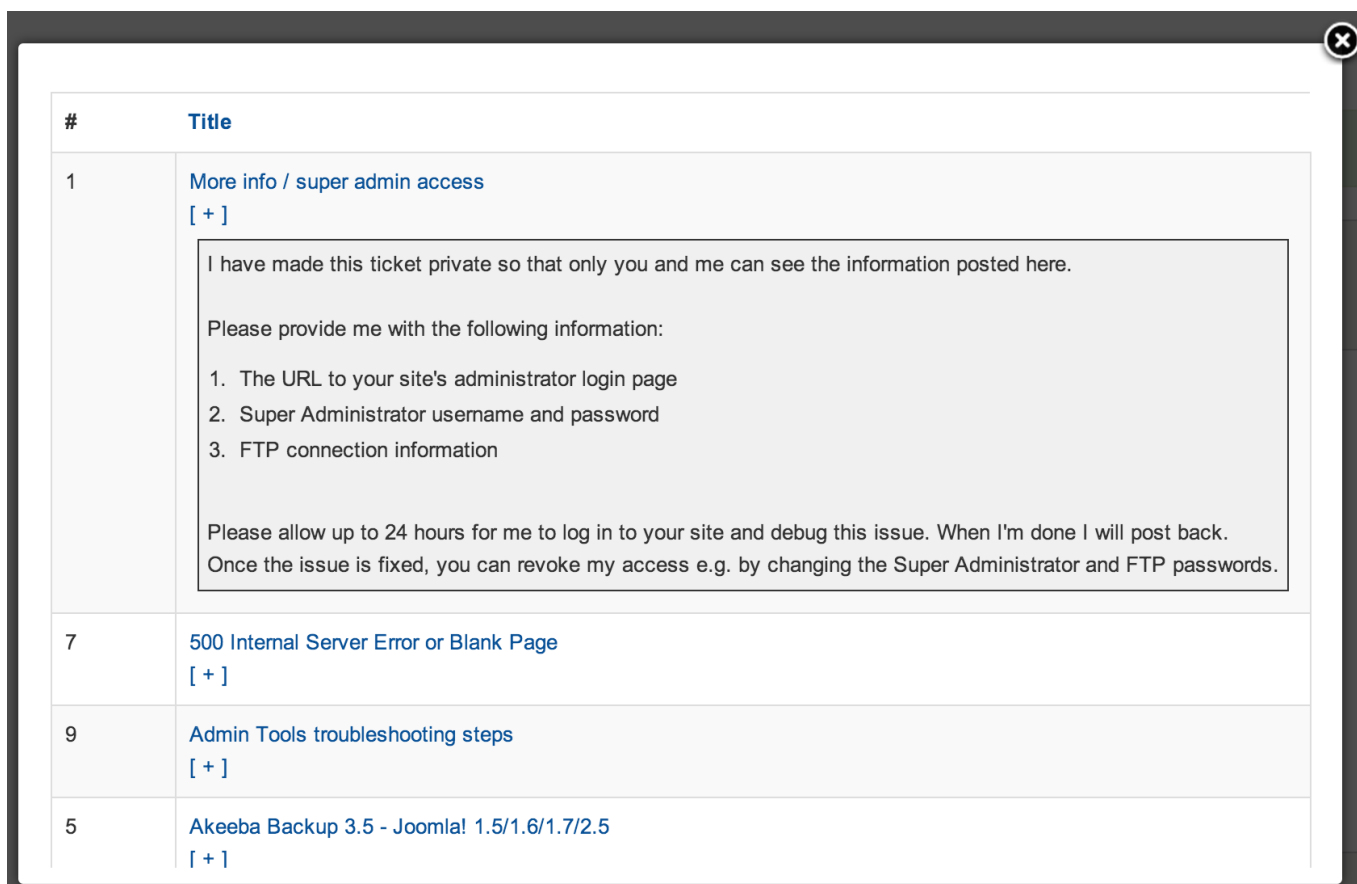 # Title
1 More info / super admin access
[ + ]
I have made this ticket private so that only you and me can see the information posted here.
Please provide me with the following information:
1. The URL to your site's administrator login page
2. Super Administrator username and password
3. FTP connection information
Please allow up to 24 hours for me to log in to your site and debug this issue. When I'm done I will post back.
Once the issue is fixed, you can revoke my access e.g. by changing the Super Administrator and FTP passwords.
7 500 Internal Server Error or Blank Page
[ + ]
9 Admin Tools troubleshooting steps
[ + ]
5 Akeeba Backup 3.5 - Joomla! 1.5/1.6/1.7/2.5
[ + ]